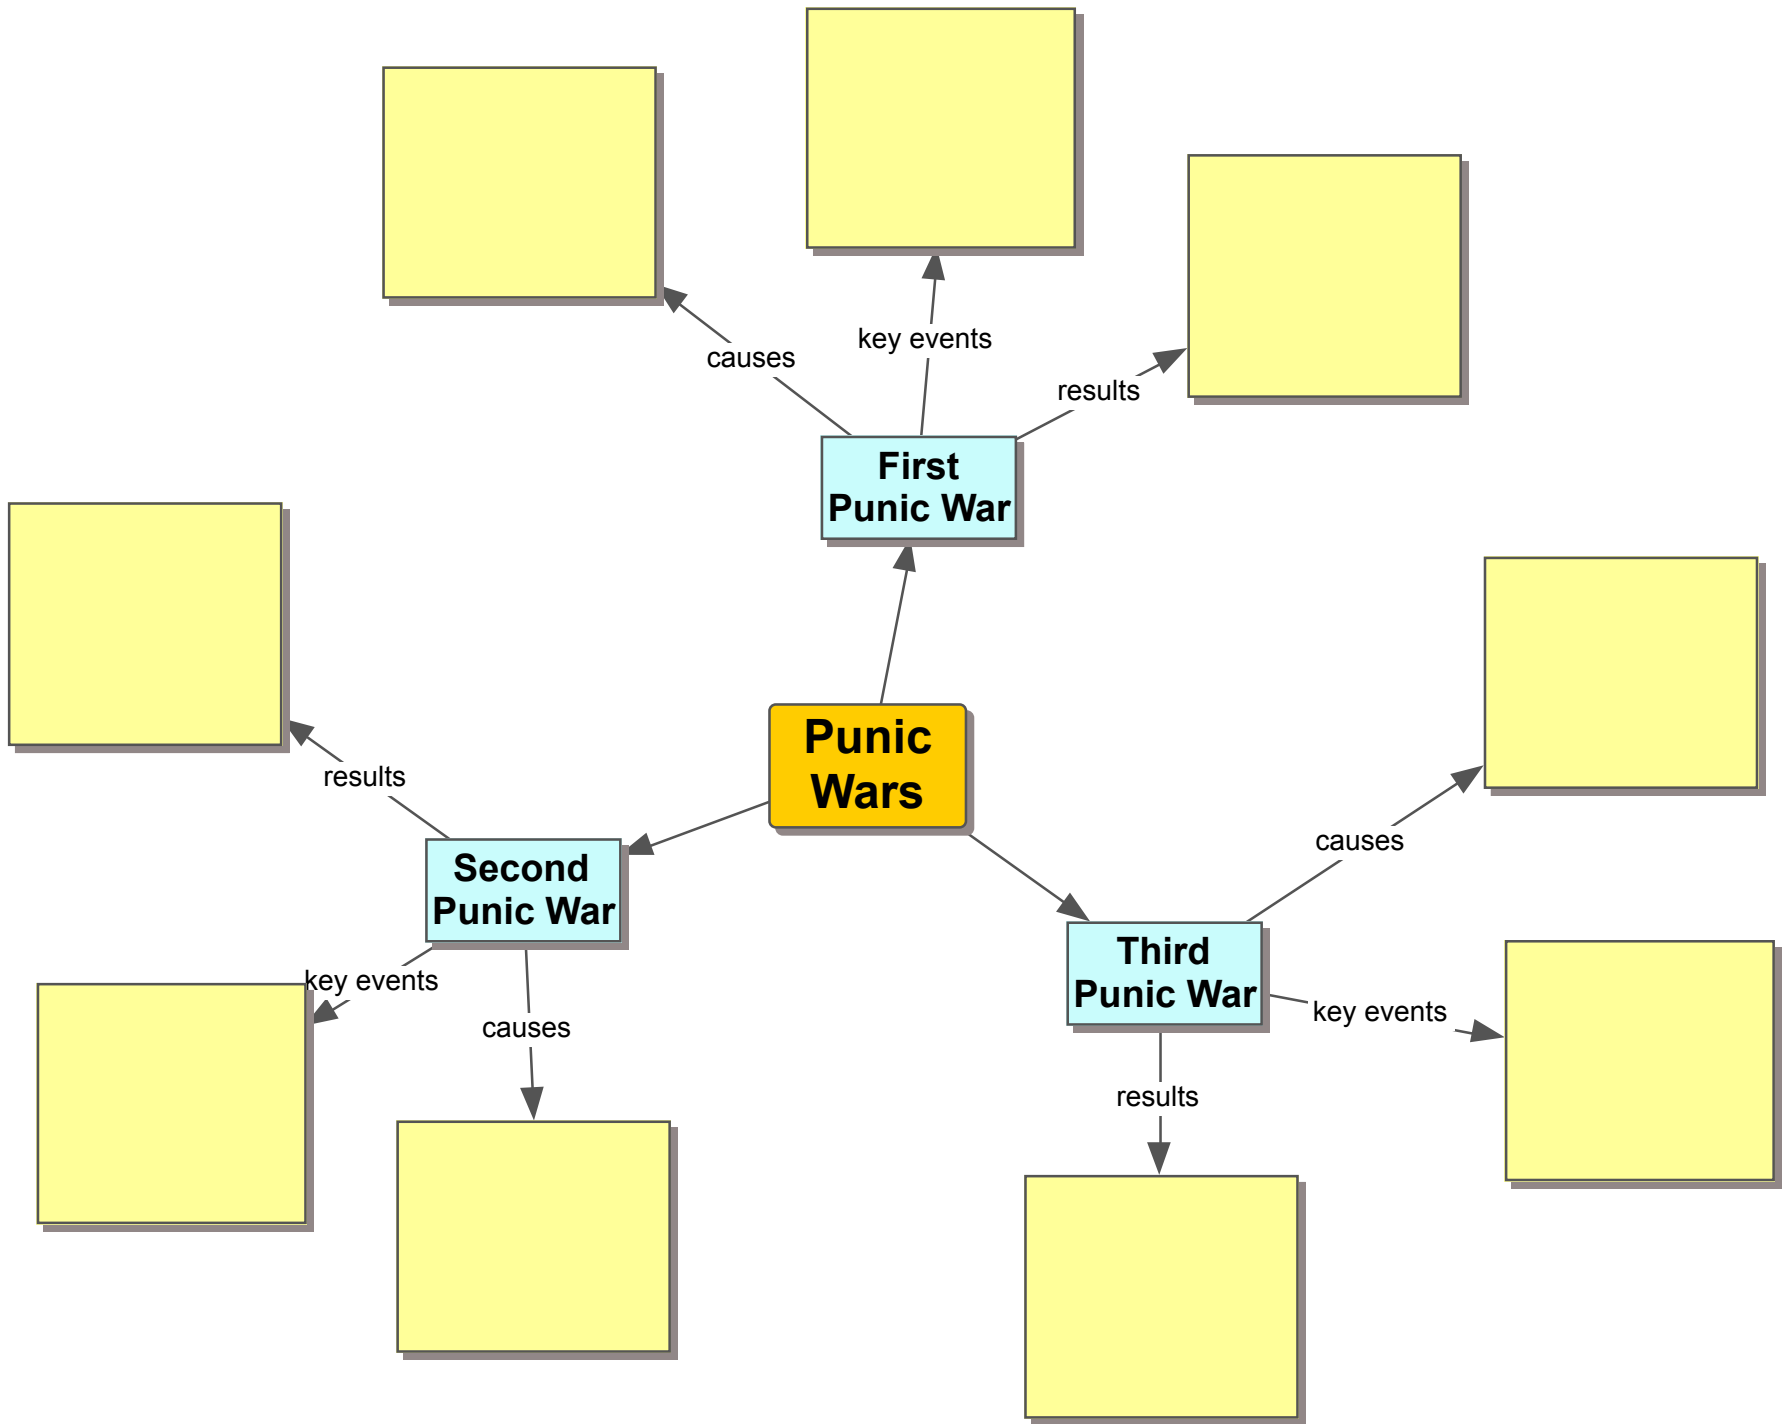 causes
key events
results
First
Punic War
Punic
Wars
results
Second
Punic War
key events
causes
causes
Third
Punic War
key events
results